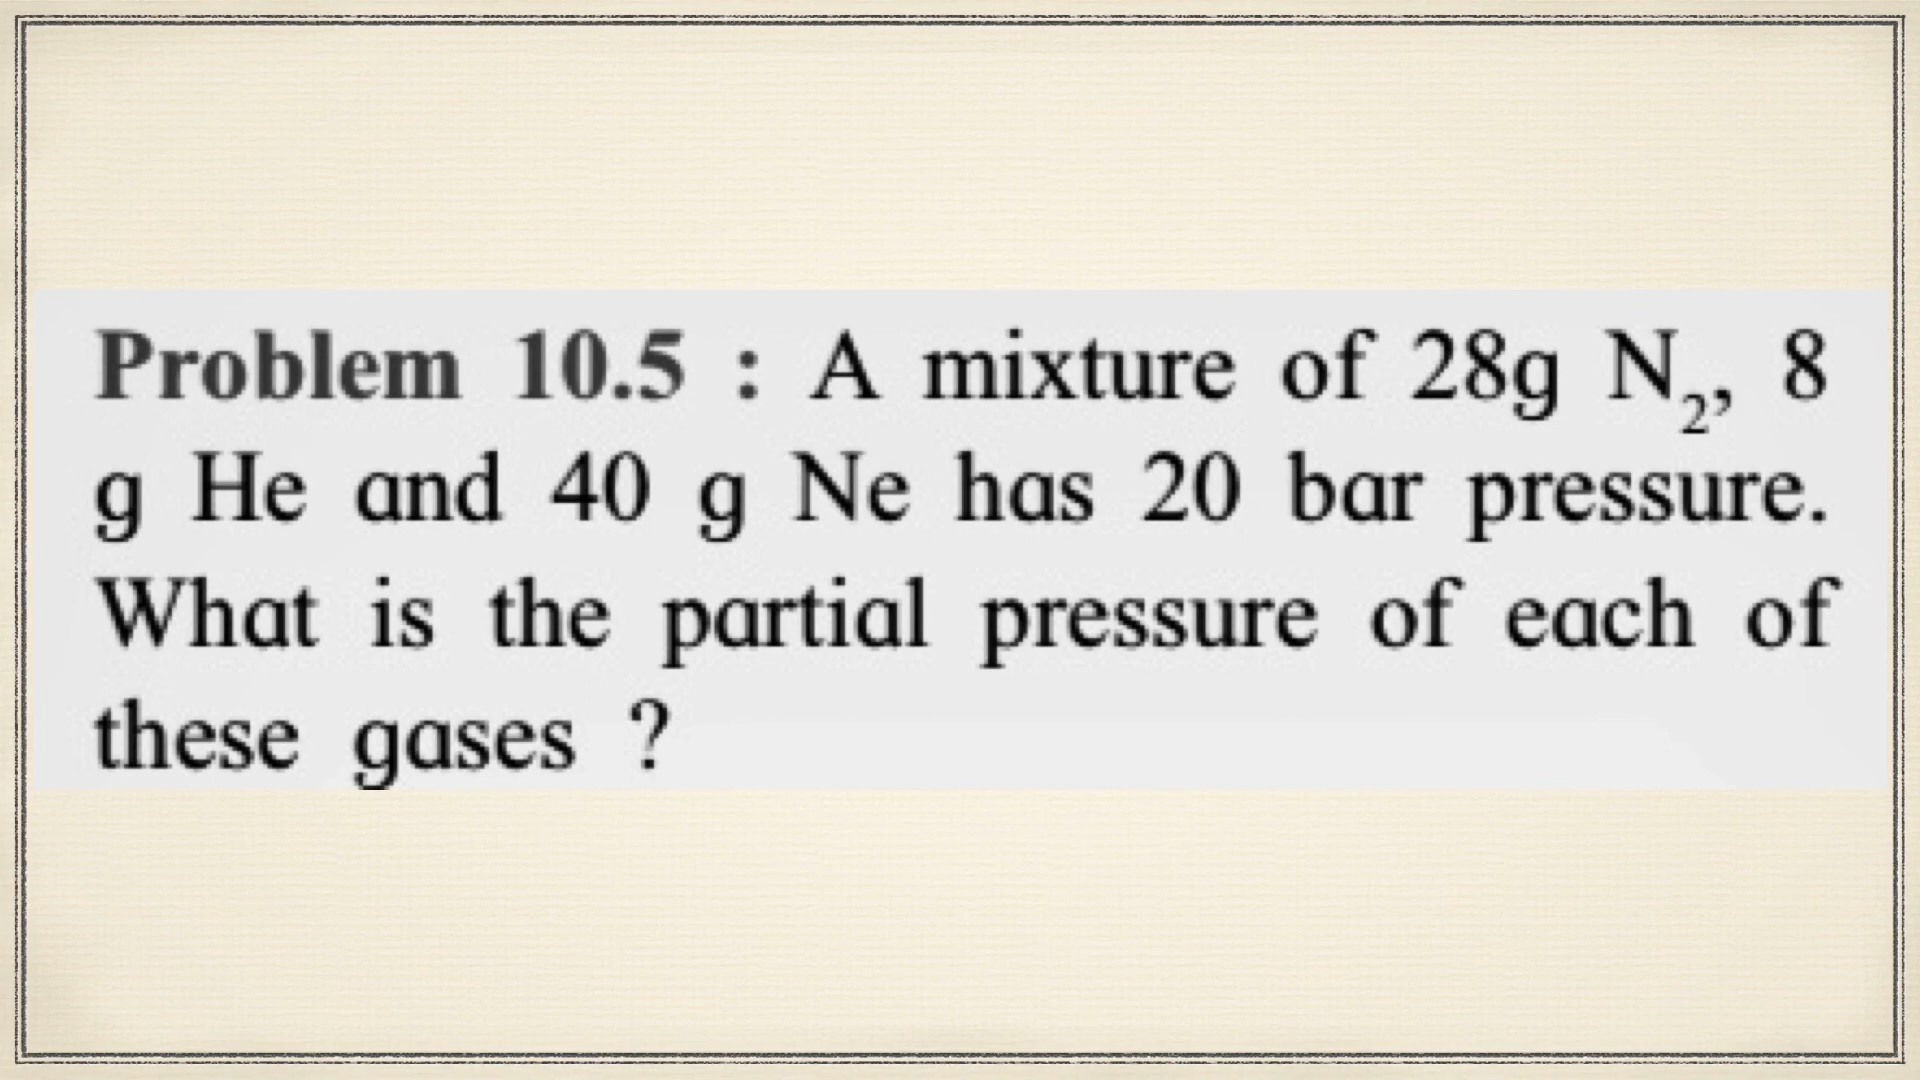 Problem 10.5 : A mixture of 28g N₂, 8
g He and 40 g Ne has 20 bar pressure.
What is the partial pressure of each of
these gases ?